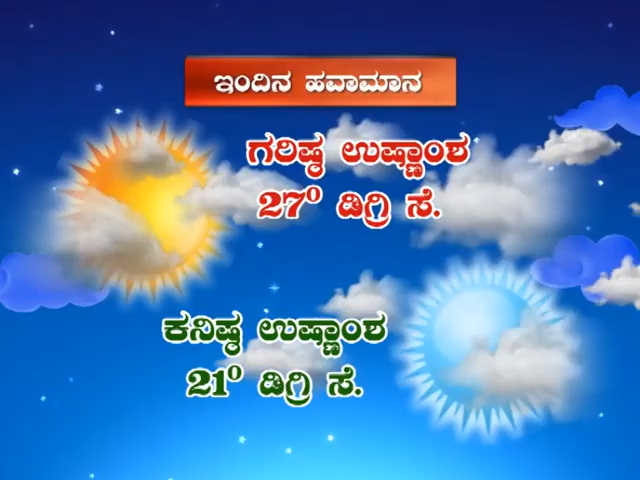 ಇಂದಿನ ಹವಾಮಾನ
ಗರಿಷ್ಠ ಉಷ್ಣಾಂಶ
27⁰ ಡಿಗ್ರಿ ಸೆ.
ಕನಿಷ್ಠ ಉಷ್ಣಾಂಶ
21⁰ ಡಿಗ್ರಿ ಸೆ.